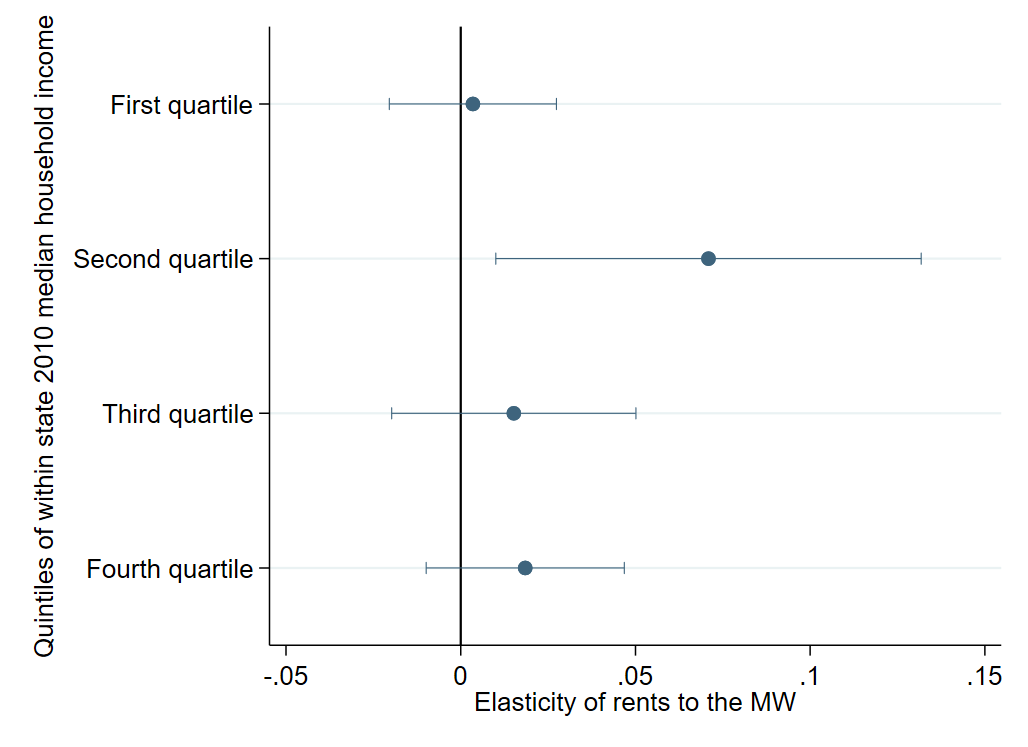 Quintiles of within state 2010 median household income
First quartile
Second quartile
Third quartile
Fourth quartile
-.05 0 .05 .1 .15
Elasticity of rents to the MW